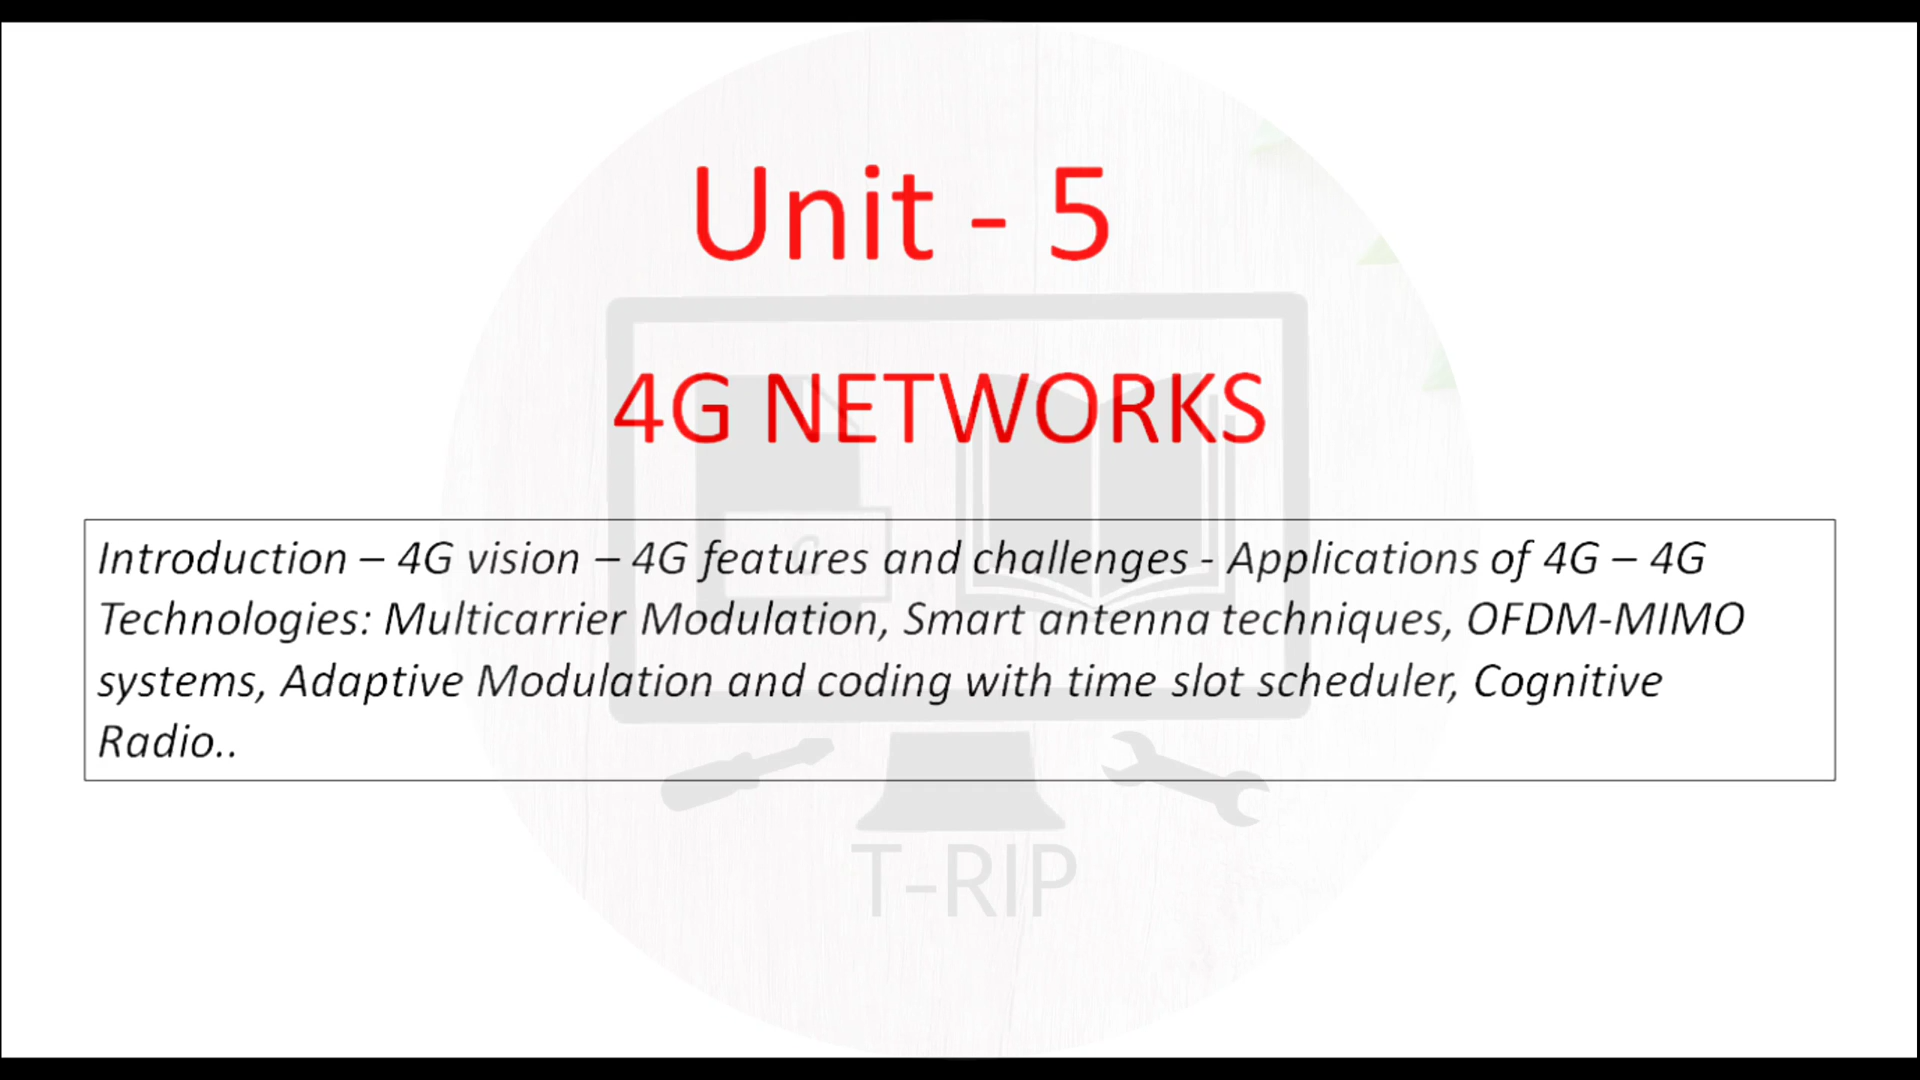 Unit - 5
4G NETWORKS
Introduction – 4G vision – 4G features and challenges - Applications of 4G – 4G
Technologies: Multicarrier Modulation, Smart antenna techniques, OFDM-MIMO
systems, Adaptive Modulation and coding with time slot scheduler, Cognitive
Radio..
T-RIP